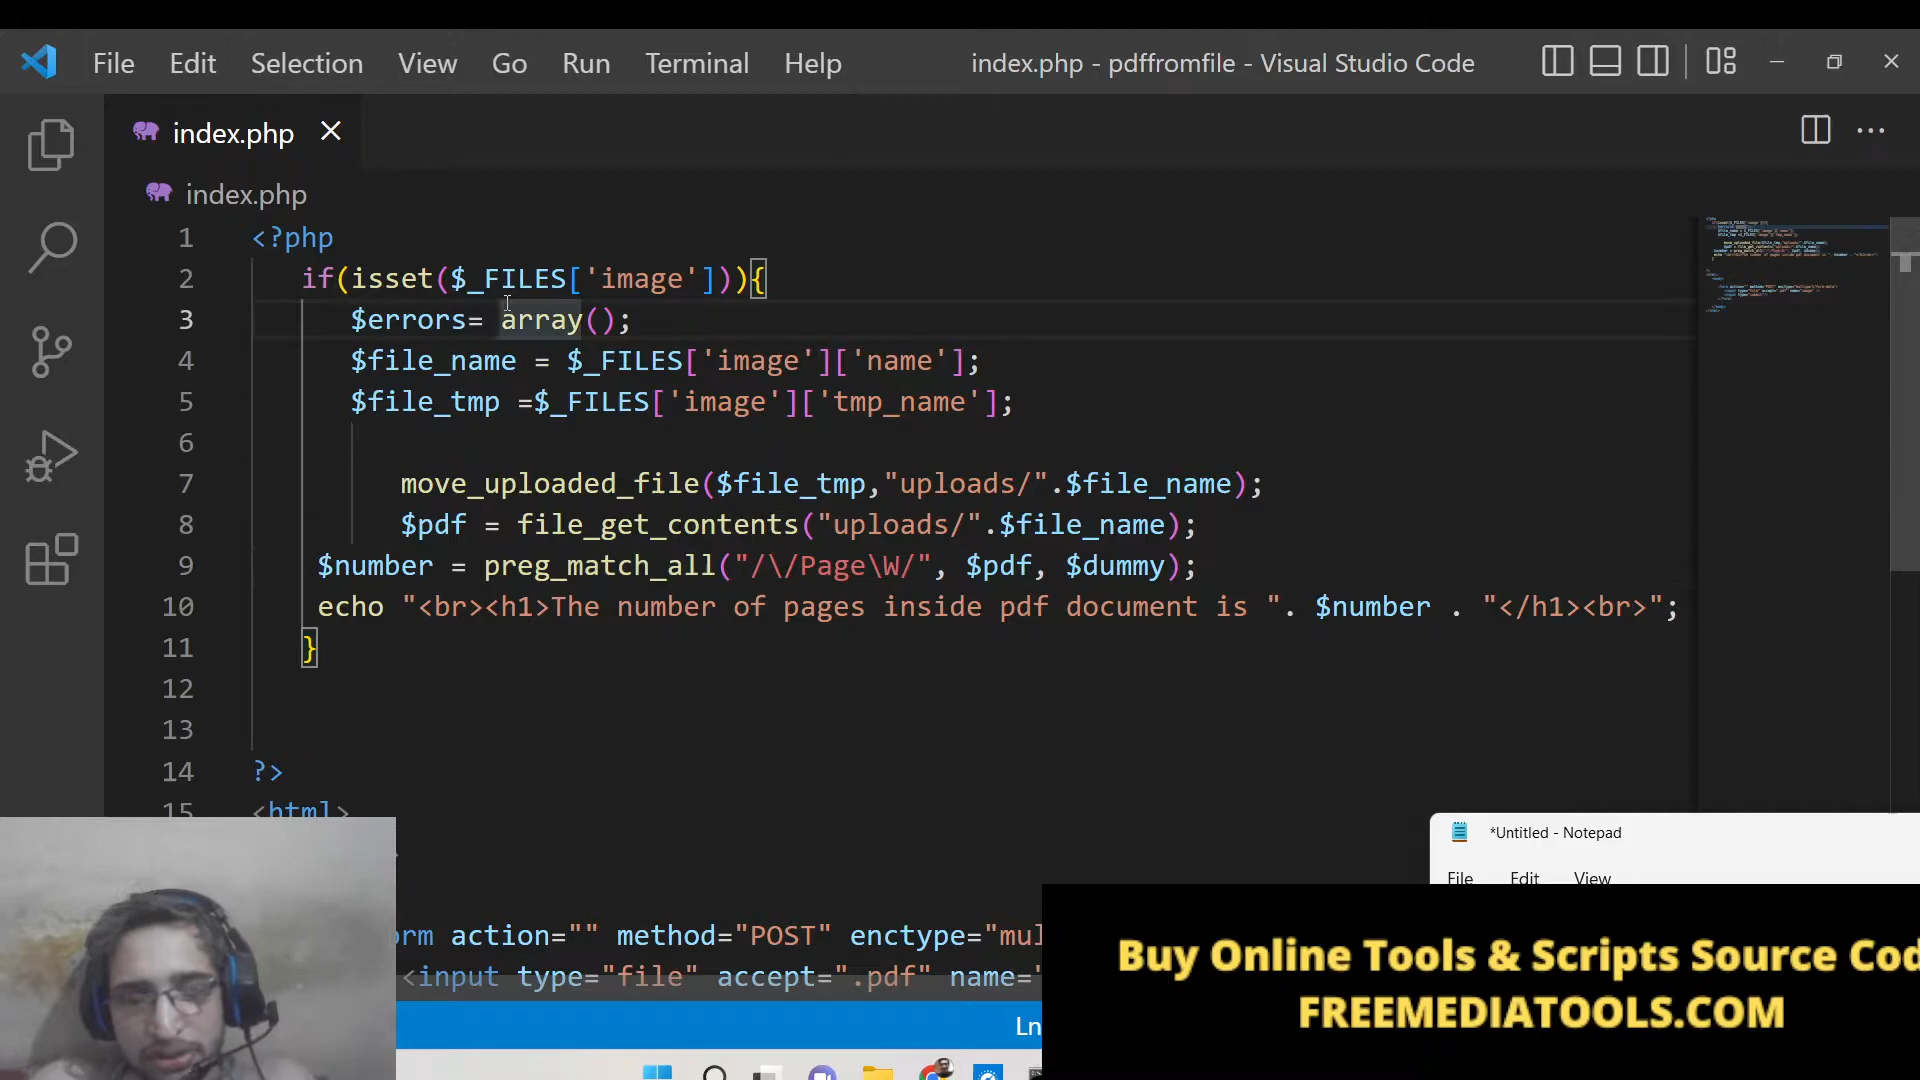 File Edit Selection View Go Run Terminal Help index.php - pdffromfile - Visual Studio Code
index.php
index.php
1 <?php
2 if(isset($_FILES['image'])){
3 $errors= array();
4 $file_name = $_FILES['image']['name'];
5 $file_tmp =$_FILES['image']['tmp_name'];
6
7 move_uploaded_file($file_tmp,"uploads/".$file_name);
8 $pdf = file_get_contents("uploads/".$file_name);
9 $number = preg_match_all("/\/Page\W/", $pdf, $dummy);
10 echo "<br><h1>The number of pages inside pdf document is ". $number . "</h1><br>";
11 }
12
13
14 ?>
15 <html>
*Untitled - Notepad
File Edit View
orm action="" method="POST" enctype="mul
<input type="file" accept=".pdf" name="
Ln
Buy Online Tools & Scripts Source Cod
FREEMEDIATOOLS.COM